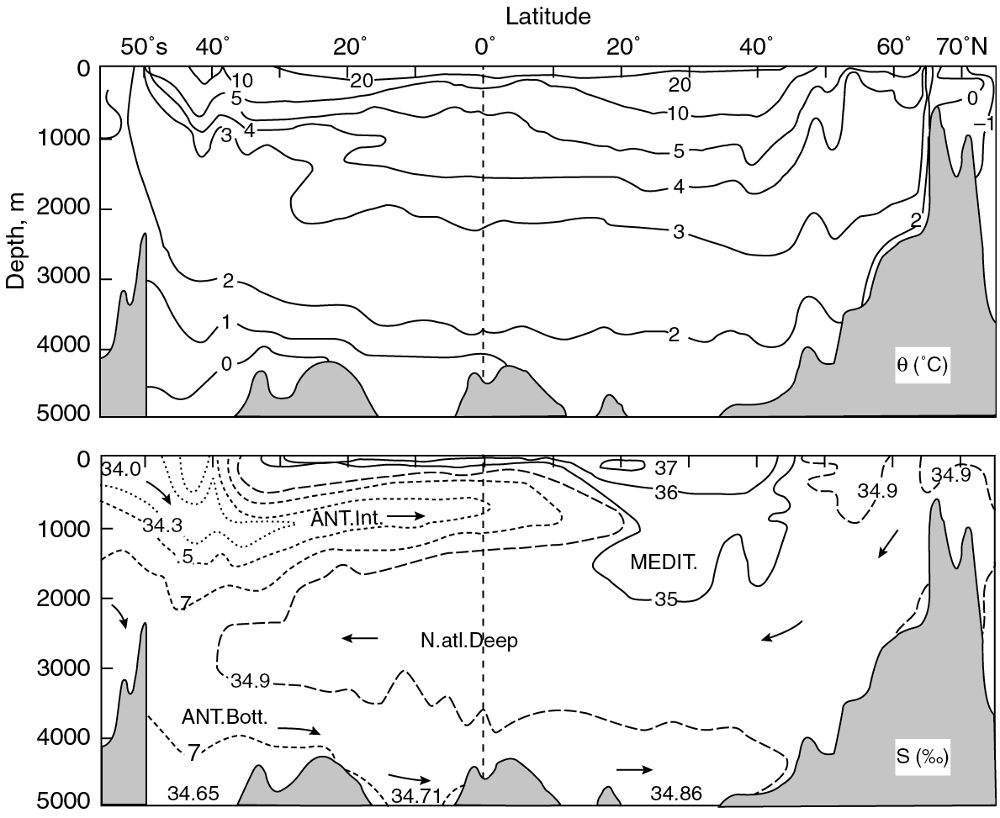 Latitude
50°s 40° 20° 0° 20° 40° 60° 70°N
Depth, m
0
1000
2000
3000
4000
5000
10 20 20 0
5 10 –1
3 4 5
4
3 2
2
1 2
0
θ (°C)
0
1000
2000
3000
4000
5000
34.0 37 34.9
36 34.9
34.3 ANT.Int.
5 MEDIT.
7 35
N.atl.Deep
34.9
ANT.Bott.
7 S (‰)
34.65 34.71 34.86